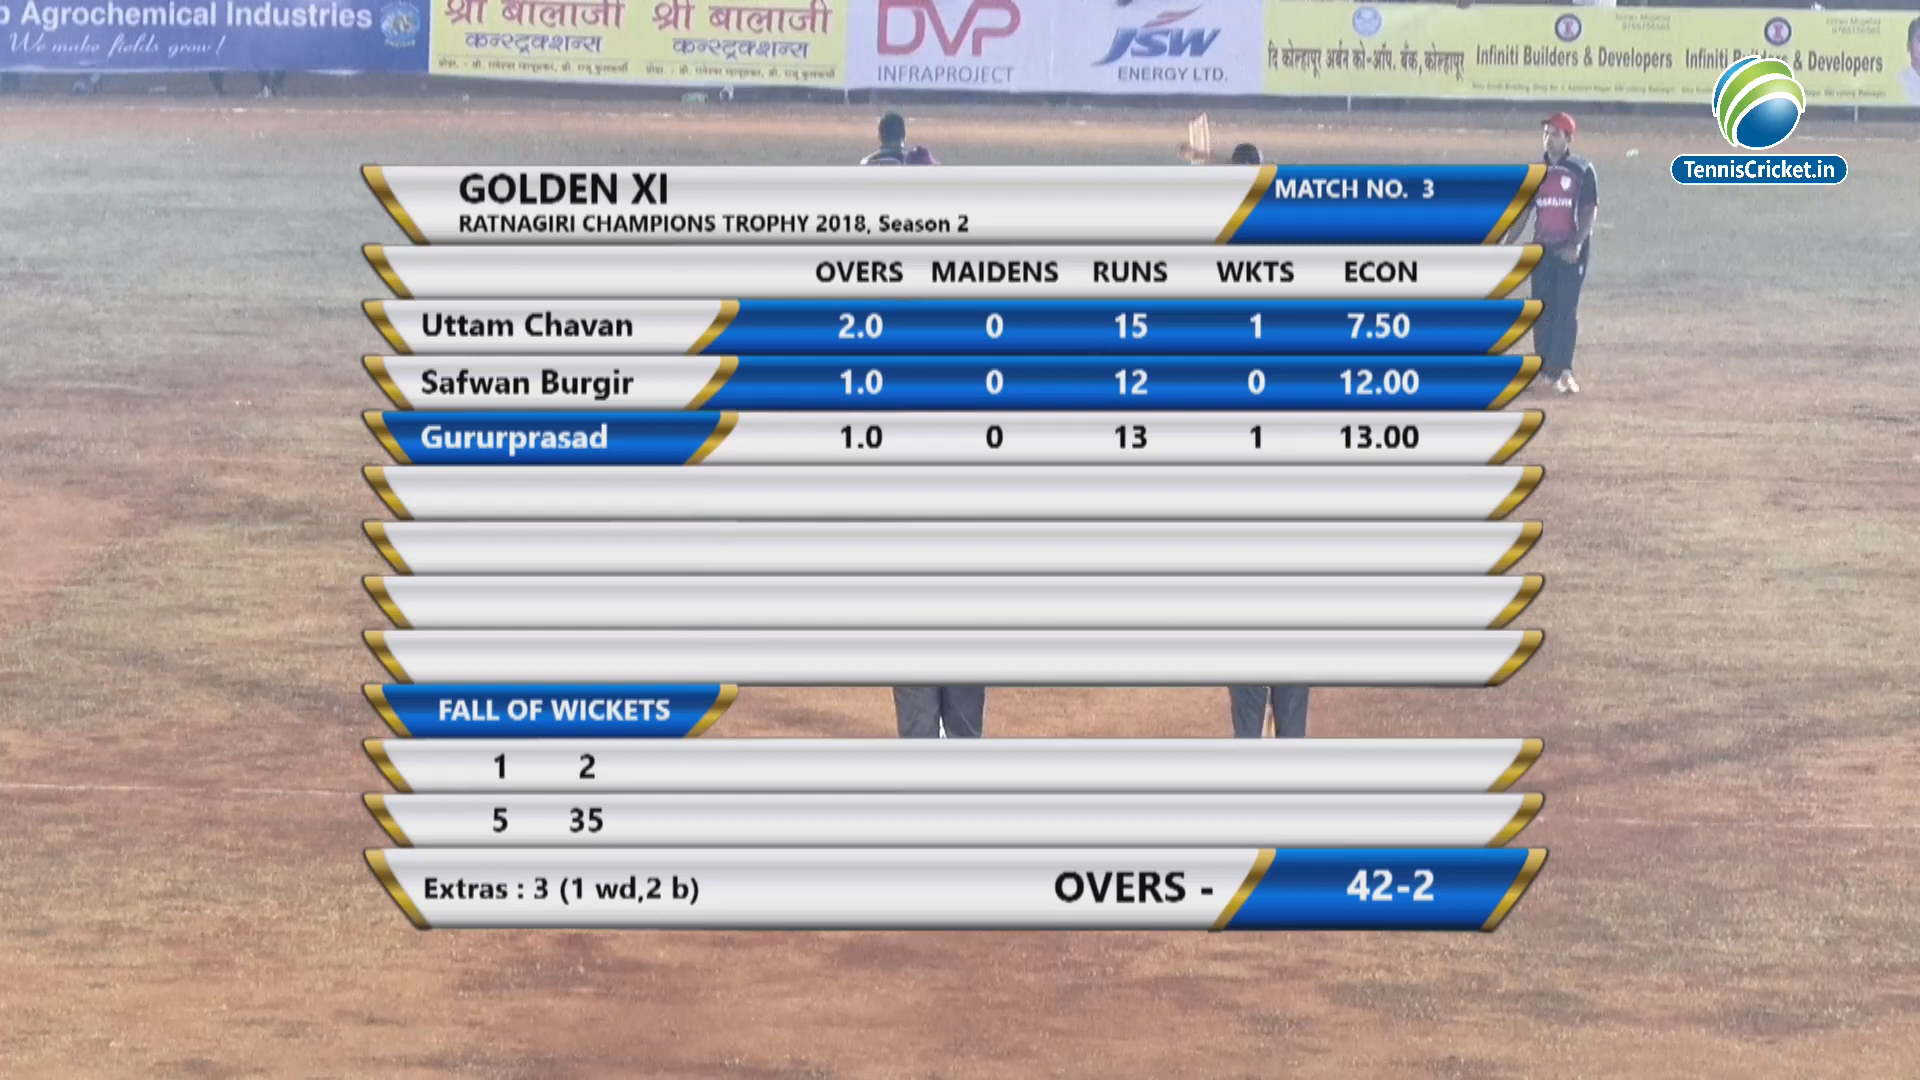 Agrochemical Industries
We make fields grow!
श्री बालाजी श्री बालाजी
कन्स्ट्रक्शन्स कन्स्ट्रक्शन्स
DVP
INFRAPROJECT
JSW
ENERGY LTD.
दि कोल्हापूर अर्बन को-ऑप. बँक, कोल्हापूर
Infiniti Builders & Developers
& Developers
TennisCricket.in
GOLDEN XI
RATNAGIRI CHAMPIONS TROPHY 2018, Season 2
MATCH NO. 3
OVERS MAIDENS RUNS WKTS ECON
Uttam Chavan 2.0 0 15 1 7.50
Safwan Burgir 1.0 0 12 0 12.00
Gururprasad 1.0 0 13 1 13.00
FALL OF WICKETS
1 2
5 35
Extras : 3 (1 wd,2 b) OVERS - 42-2